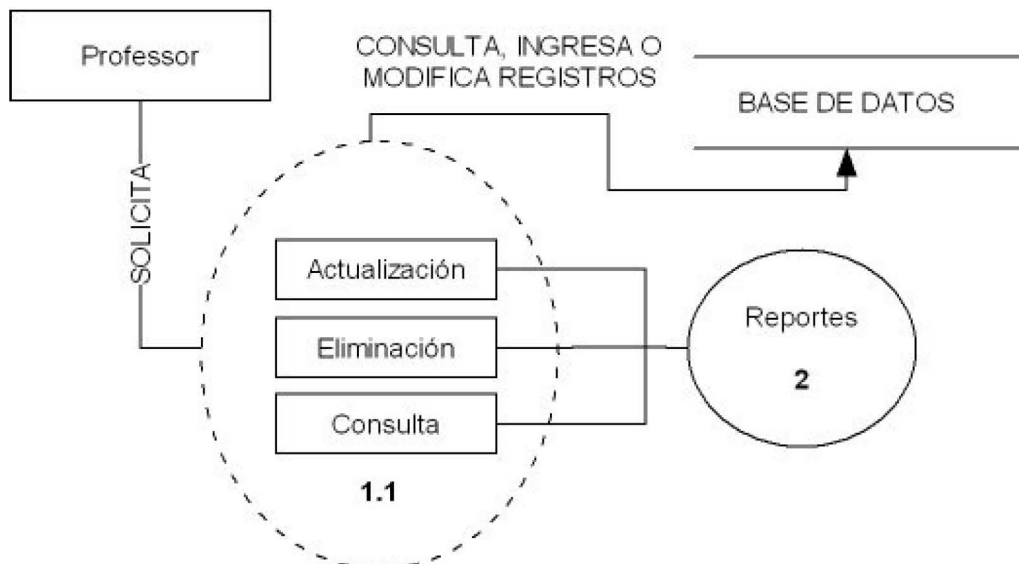 Professor
CONSULTA, INGRESA O
MODIFICA REGISTROS
BASE DE DATOS
SOLICITA
Actualización
Eliminación
Consulta
1.1
Reportes
2